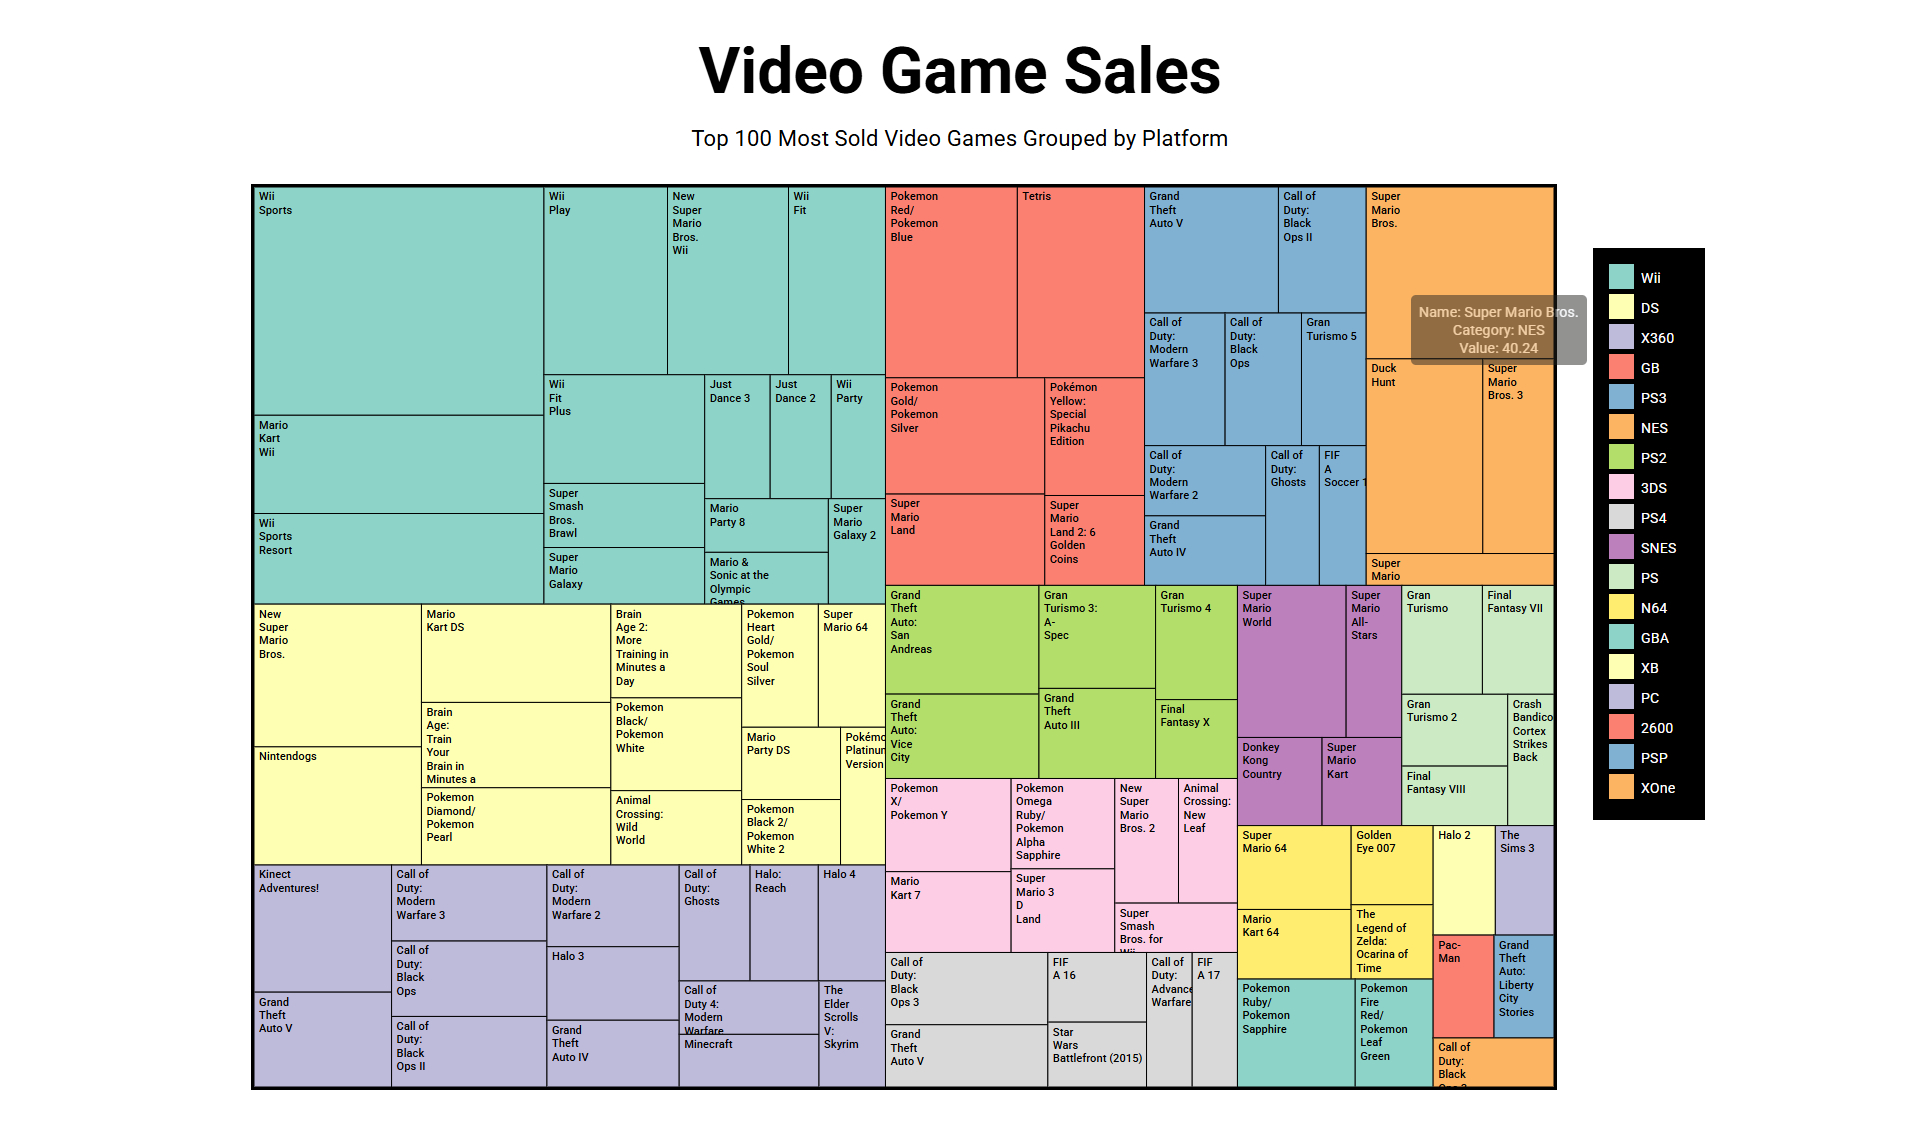 Video Game Sales
Top 100 Most Sold Video Games Grouped by Platform
Wii
Sports
Mario
Kart
Wii
Wii
Sports
Resort
Wii
Play
New
Super
Mario
Bros.
Wii
Wii
Fit
Wii
Fit
Plus
Just
Dance 3
Just
Dance 2
Wii
Party
Super
Smash
Bros.
Brawl
Super
Mario
Galaxy
Mario
Party 8
Super
Mario
Galaxy 2
Mario &
Sonic at the
Olympic
Games
New
Super
Mario
Bros.
Nintendogs
Mario
Kart DS
Brain
Age:
Train
Your
Brain in
Minutes a
Pokemon
Diamond/
Pokemon
Pearl
Brain
Age 2:
More
Training in
Minutes a
Day
Pokemon
Black/
Pokemon
White
Animal
Crossing:
Wild
World
Pokemon
Heart
Gold/
Pokemon
Soul
Silver
Super
Mario 64
Mario
Party DS
Pokemon
Black 2/
Pokemon
White 2
Pokémo
Platinum
Version
Kinect
Adventures!
Grand
Theft
Auto V
Call of
Duty:
Modern
Warfare 3
Call of
Duty:
Black
Ops
Call of
Duty:
Black
Ops II
Call of
Duty:
Modern
Warfare 2
Halo 3
Grand
Theft
Auto IV
Call of
Duty:
Ghosts
Halo:
Reach
Halo 4
Call of
Duty 4:
Modern
Warfare
Minecraft
The
Elder
Scrolls
V:
Skyrim
Pokemon
Red/
Pokemon
Blue
Tetris
Pokemon
Gold/
Pokemon
Silver
Pokémon
Yellow:
Special
Pikachu
Edition
Super
Mario
Land
Super
Mario
Land 2: 6
Golden
Coins
Grand
Theft
Auto V
Call of
Duty:
Black
Ops II
Call of
Duty:
Modern
Warfare 3
Call of
Duty:
Black
Ops
Gran
Turismo 5
Call of
Duty:
Modern
Warfare 2
Grand
Theft
Auto IV
Call of
Duty:
Ghosts
FIF
A
Soccer 1
Super
Mario
Bros.
Duck
Hunt
Super
Mario
Bros. 3
Super
Mario
Name: Super Mario Bros.
Category: NES
Value: 40.24
Grand
Theft
Auto:
San
Andreas
Grand
Theft
Auto:
Vice
City
Gran
Turismo 3:
A-
Spec
Grand
Theft
Auto III
Gran
Turismo 4
Final
Fantasy X
Pokemon
X/
Pokemon Y
Mario
Kart 7
Pokemon
Omega
Ruby/
Pokemon
Alpha
Sapphire
Super
Mario 3
D
Land
New
Super
Mario
Bros. 2
Animal
Crossing:
New
Leaf
Super
Smash
Bros. for
Wii
Call of
Duty:
Black
Ops 3
Grand
Theft
Auto V
FIF
A 16
Star
Wars
Battlefront (2015)
Call of
Duty:
Advance
Warfare
FIF
A 17
Super
Mario
World
Super
Mario
All-
Stars
Donkey
Kong
Country
Super
Mario
Kart
Gran
Turismo
Final
Fantasy VII
Gran
Turismo 2
Final
Fantasy VIII
Crash
Bandico
Cortex
Strikes
Back
Super
Mario 64
Mario
Kart 64
Golden
Eye 007
The
Legend of
Zelda:
Ocarina of
Time
Pokemon
Ruby/
Pokemon
Sapphire
Pokemon
Fire
Red/
Pokemon
Leaf
Green
Halo 2
The
Sims 3
Pac-
Man
Grand
Theft
Auto:
Liberty
City
Stories
Call of
Duty:
Black
Ops 3
Wii
DS
X360
GB
PS3
NES
PS2
3DS
PS4
SNES
PS
N64
GBA
XB
PC
2600
PSP
XOne